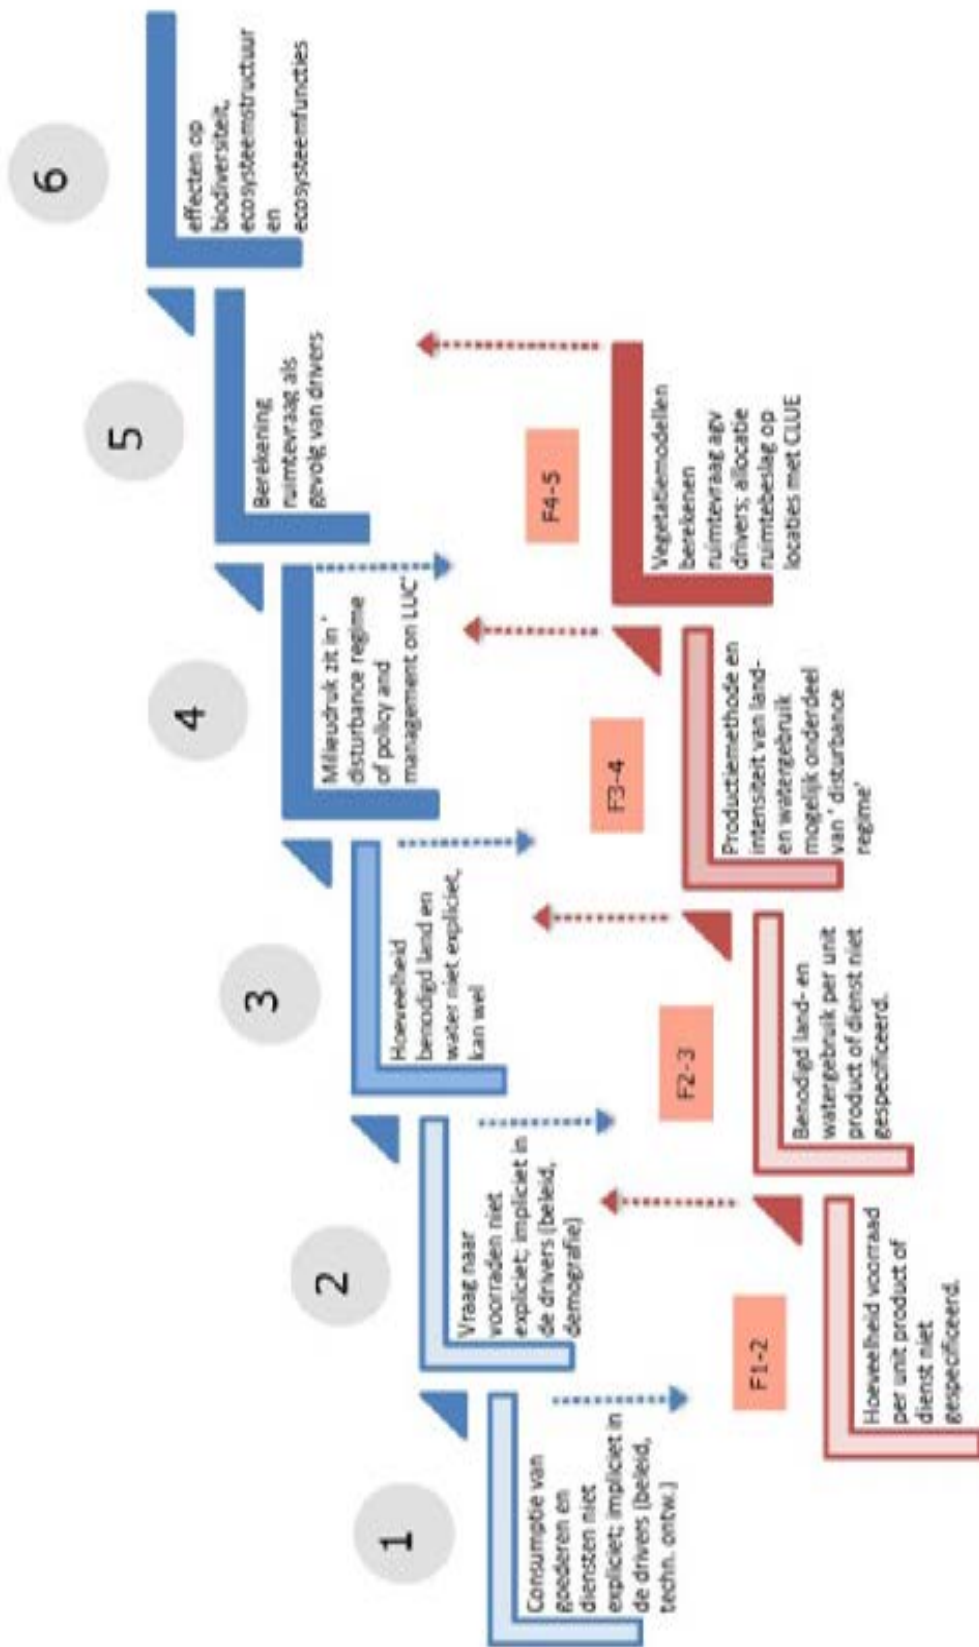 1
Consumptie van
goederen en
diensten niet
expliciet; impliciet in
de drivers (beleid,
techn. ontw.)
2
Vraag naar
voorraden niet
expliciet; impliciet in
de drivers (beleid,
demografie)
3
Hoeveelheid
benodigd land en
water niet expliciet,
kan wel
4
Milieudruk zit in '
disturbance regime
of policy and
management on LUC'
5
Berekening
ruimtevraag als
gevolg van drivers
6
effecten op
biodiversiteit,
ecosysteemstructuur
en
ecosysteemfuncties
F1-2
Hoeveelheid voorraad
per unit product of
dienst niet
gespecificeerd.
F2-3
Benodigd land- en
watergebruik per unit
product of dienst niet
gespecificeerd.
F3-4
Productiemethode en
intensiteit van land-
en watergebruik
mogelijk onderdeel
van ' disturbance
regime'
F4-5
Vegetatiemodellen
berekenen
ruimtevraag agv
drivers; allocatie
ruimtebeslag op
locaties met CLUE